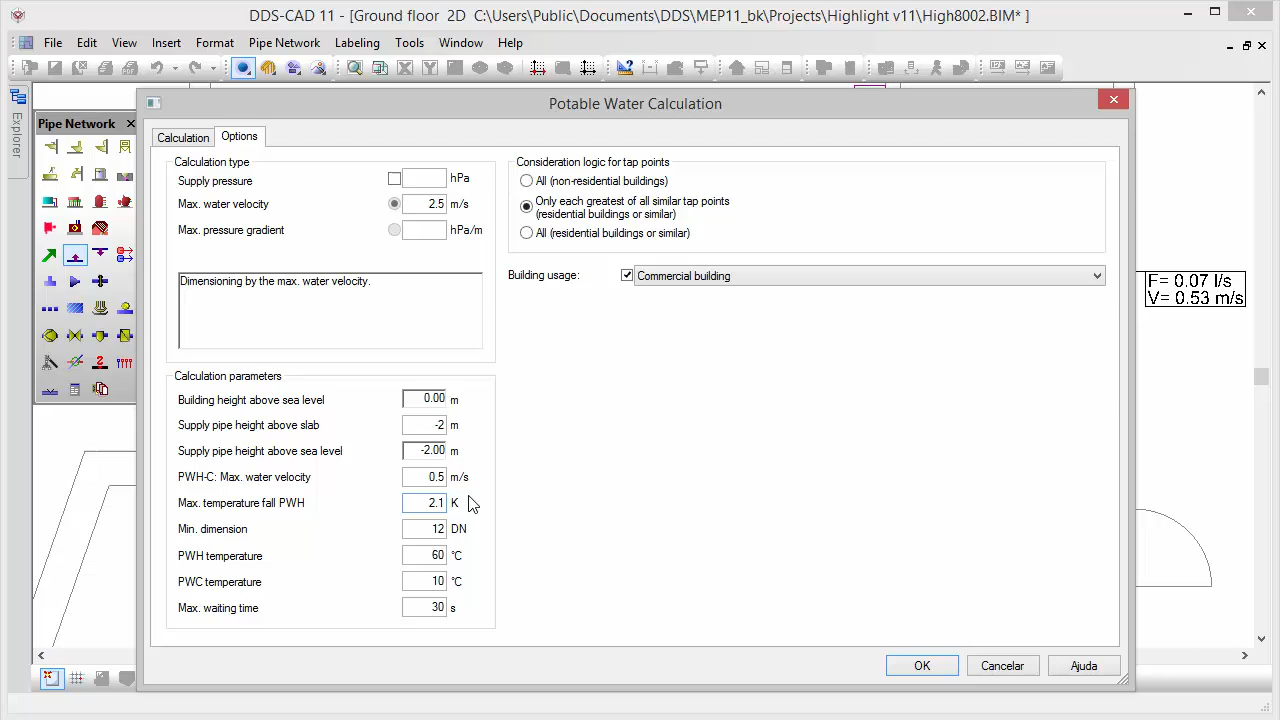 DDS-CAD 11 - [Ground floor  2D  C:\Users\Public\Documents\DDS\MEP11_bk\Projects\Highlight v11\High8002.BIM* ]
File Edit View Insert Format Pipe Network Labeling Tools Window Help
Explorer
Pipe Network
Potable Water Calculation
Calculation Options
Calculation type
Supply pressure hPa
Max. water velocity 2.5 m/s
Max. pressure gradient hPa/m
Dimensioning by the max. water velocity.
Calculation parameters
Building height above sea level 0.00 m
Supply pipe height above slab -2 m
Supply pipe height above sea level -2.00 m
PWH-C: Max. water velocity 0.5 m/s
Max. temperature fall PWH 2.1 K
Min. dimension 12 DN
PWH temperature 60 °C
PWC temperature 10 °C
Max. waiting time 30 s
Consideration logic for tap points
All (non-residential buildings)
Only each greatest of all similar tap points
(residential buildings or similar)
All (residential buildings or similar)
Building usage: Commercial building
F= 0.07 l/s
V= 0.53 m/s
OK Cancelar Ajuda